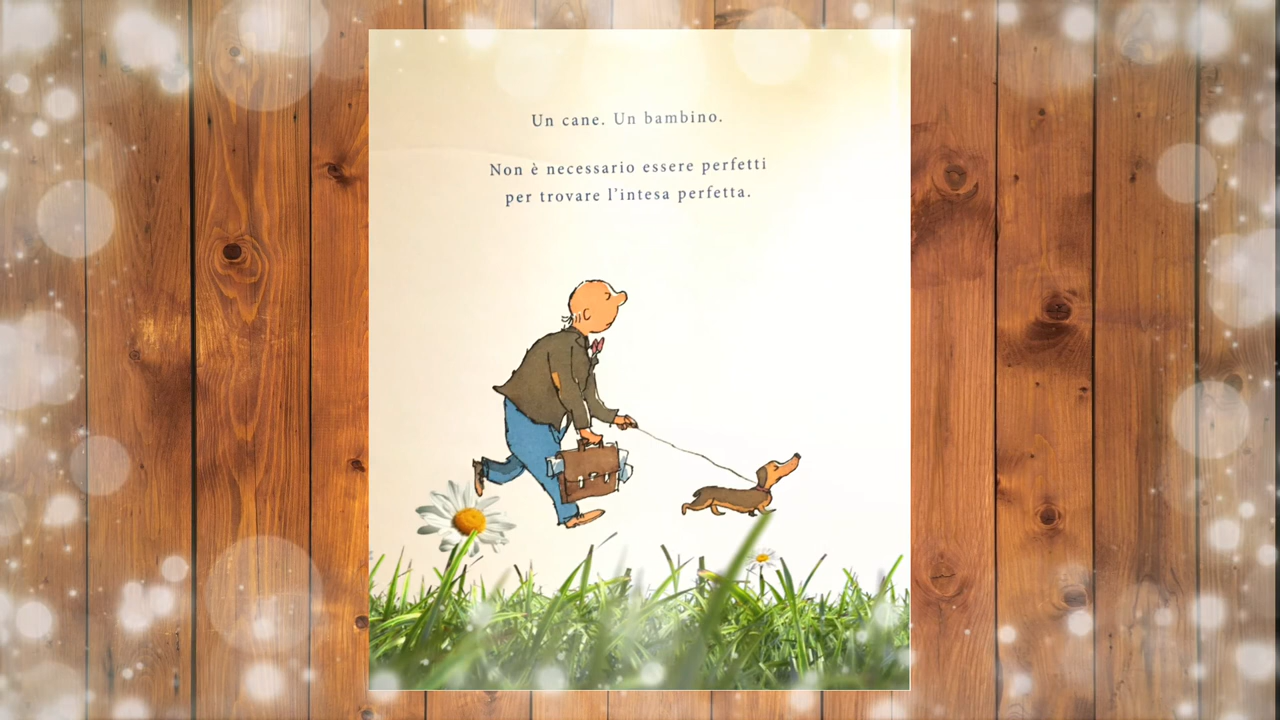 Un cane. Un bambino.
Non è necessario essere perfetti
per trovare l'intesa perfetta.